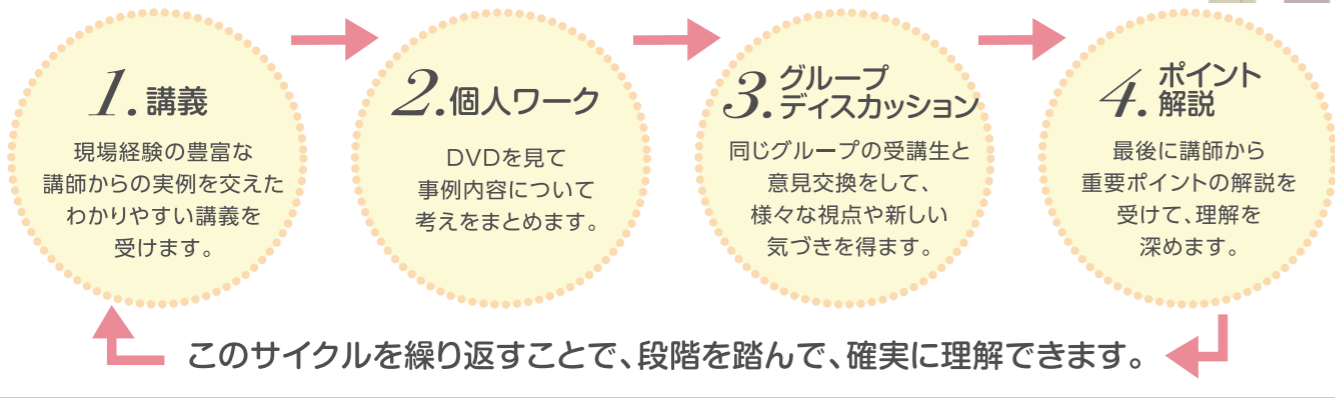 1.講義
現場経験の豊富な
講師からの実例を交えた
わかりやすい講義を
受けます。
2.個人ワーク
DVDを見て
事例内容について
考えをまとめます。
3.グループ
ディスカッション
同じグループの受講生と
意見交換をして、
様々な視点や新しい
気づきを得ます。
4.ポイント
解説
最後に講師から
重要ポイントの解説を
受けて、理解を
深めます。
このサイクルを繰り返すことで、段階を踏んで、確実に理解できます。